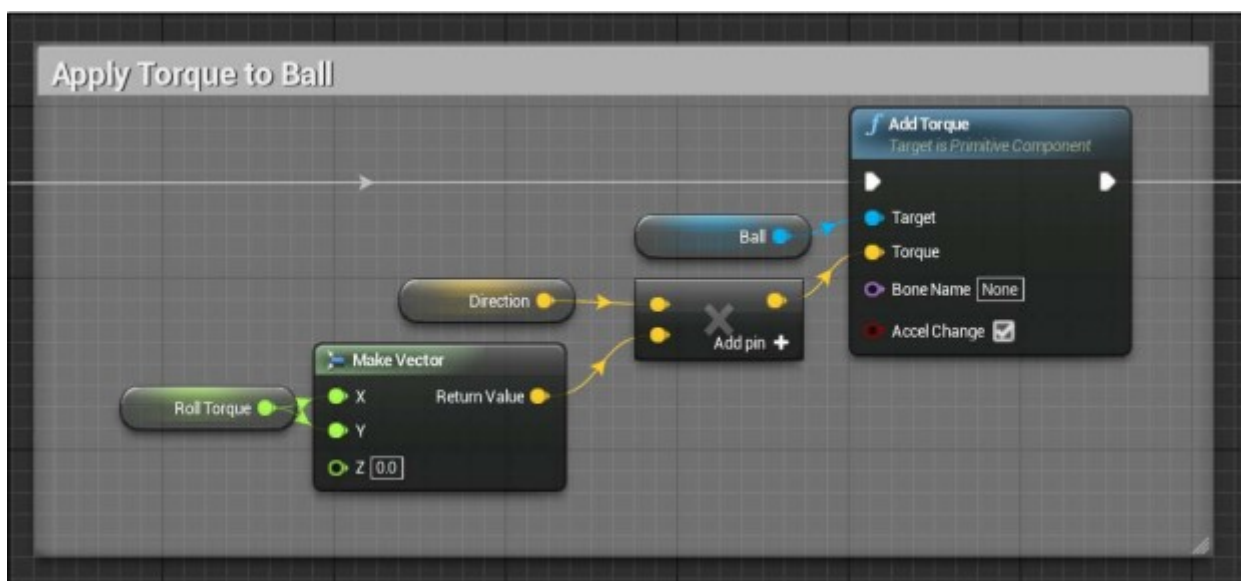 Apply Torque to Ball
f Add Torque
Target is Primitive Component
Target
Ball
Torque
Direction
Bone Name None
Add pin +
Accel Change
Make Vector
Roll Torque
X Return Value
Y
Z 0.0